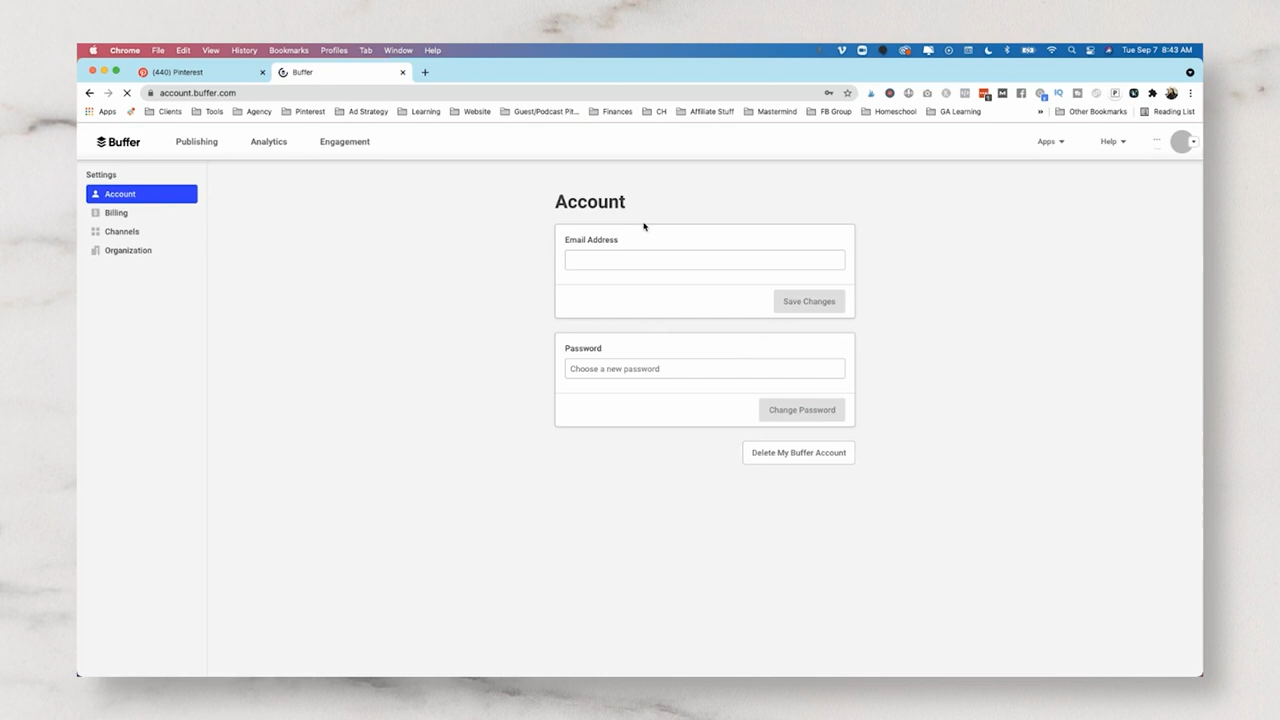 Chrome File Edit View History Bookmarks Profiles Tab Window Help Tue Sep 7 8:43 AM
(440) Pinterest Buffer
account.buffer.com
Apps Clients Tools Agency Pinterest Ad Strategy Learning Website Guest/Podcast Pit... Finances CH Affiliate Stuff Mastermind FB Group Homeschool GA Learning » Other Bookmarks Reading List
Buffer Publishing Analytics Engagement Apps Help
Settings
Account
Billing
Channels
Organization
Account
Email Address
Save Changes
Password
Choose a new password
Change Password
Delete My Buffer Account